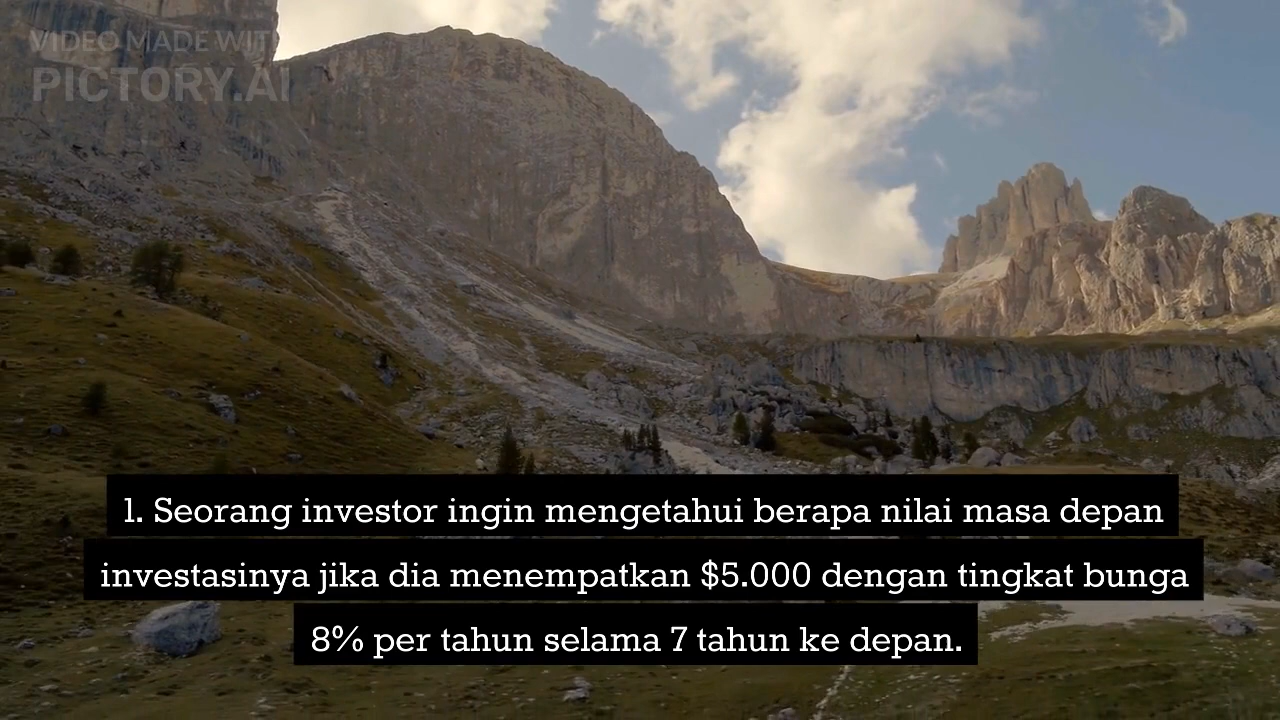 VIDEO MADE WITH
PICTORY.AI
1. Seorang investor ingin mengetahui berapa nilai masa depan
investasinya jika dia menempatkan $5.000 dengan tingkat bunga
8% per tahun selama 7 tahun ke depan.